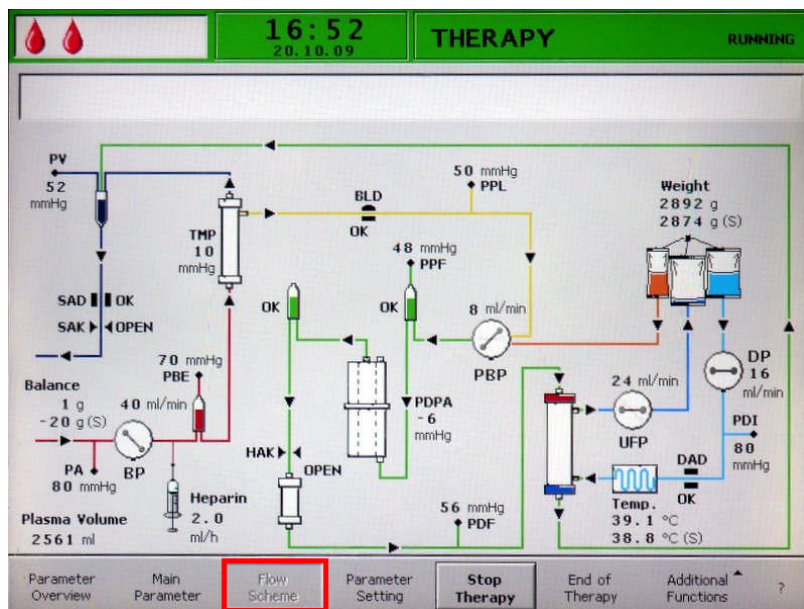 16:52
20.10.09
THERAPY
RUNNING
PV
52
mmHg
TMP
10
mmHg
BLD
OK
50 mmHg
PPL
48 mmHg
PPF
Weight
2892 g
2874 g (S)
SAD
OK
SAK
OPEN
OK
OK
8 ml/min
PBP
70 mmHg
PBE
Balance
1 g
-20 g (S)
40 ml/min
BP
PA
80 mmHg
Heparin
2.0
ml/h
Plasma Volume
2561 ml
PDPA
-6
mmHg
HAK
OPEN
56 mmHg
PDF
24 ml/min
UFP
DP
16
ml/min
PDI
80
mmHg
DAD
OK
Temp.
39.1 °C
38.8 °C (S)
Parameter
Overview
Main
Parameter
Flow
Scheme
Parameter
Setting
Stop
Therapy
End of
Therapy
Additional
Functions
?